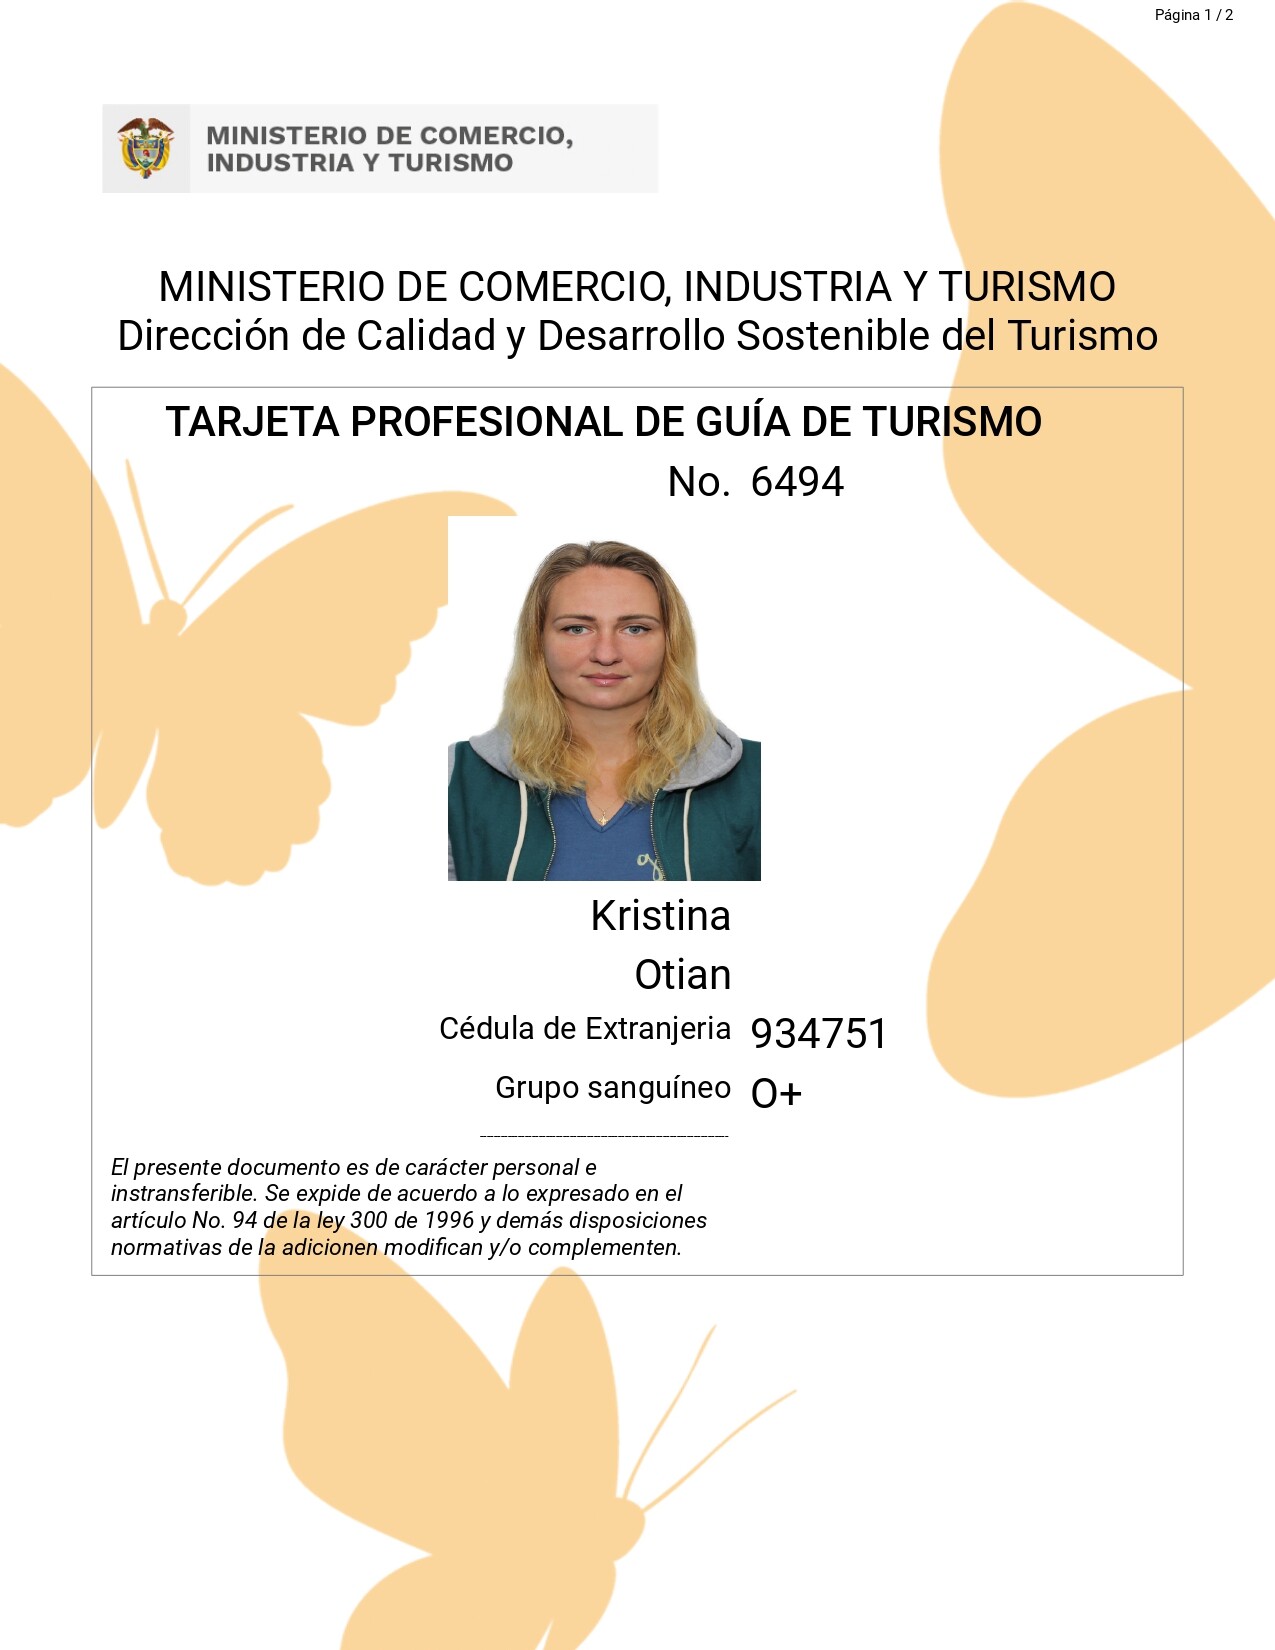 Página 1 / 2
MINISTERIO DE COMERCIO,
INDUSTRIA Y TURISMO
MINISTERIO DE COMERCIO, INDUSTRIA Y TURISMO
Dirección de Calidad y Desarrollo Sostenible del Turismo
TARJETA PROFESIONAL DE GUÍA DE TURISMO
No. 6494
Kristina
Otian
Cédula de Extranjeria 934751
Grupo sanguíneo O+
El presente documento es de carácter personal e
instransferible. Se expide de acuerdo a lo expresado en el
artículo No. 94 de la ley 300 de 1996 y demás disposiciones
normativas de la adicionen modifican y/o complementen.